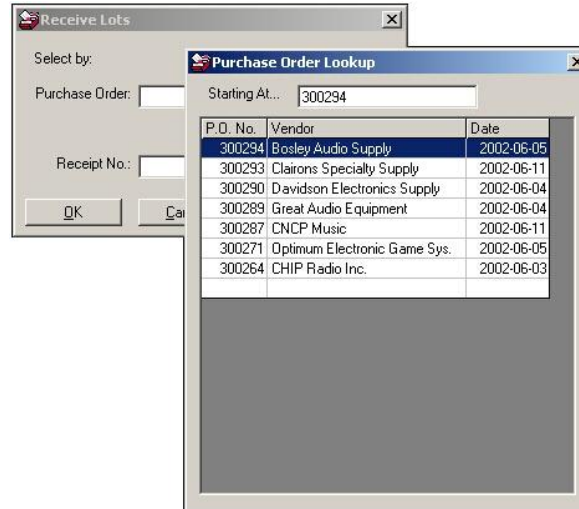 Receive Lots
Select by:
Purchase Order:
Receipt No.:
OK
Purchase Order Lookup
Starting At... 300294
P.O. No. Vendor Date
300294 Bosley Audio Supply 2002-06-05
300293 Clairons Specialty Supply 2002-06-11
300290 Davidson Electronics Supply 2002-06-04
300289 Great Audio Equipment 2002-06-04
300287 CNCP Music 2002-06-11
300271 Optimum Electronic Game Sys. 2002-06-05
300264 CHIP Radio Inc. 2002-06-03